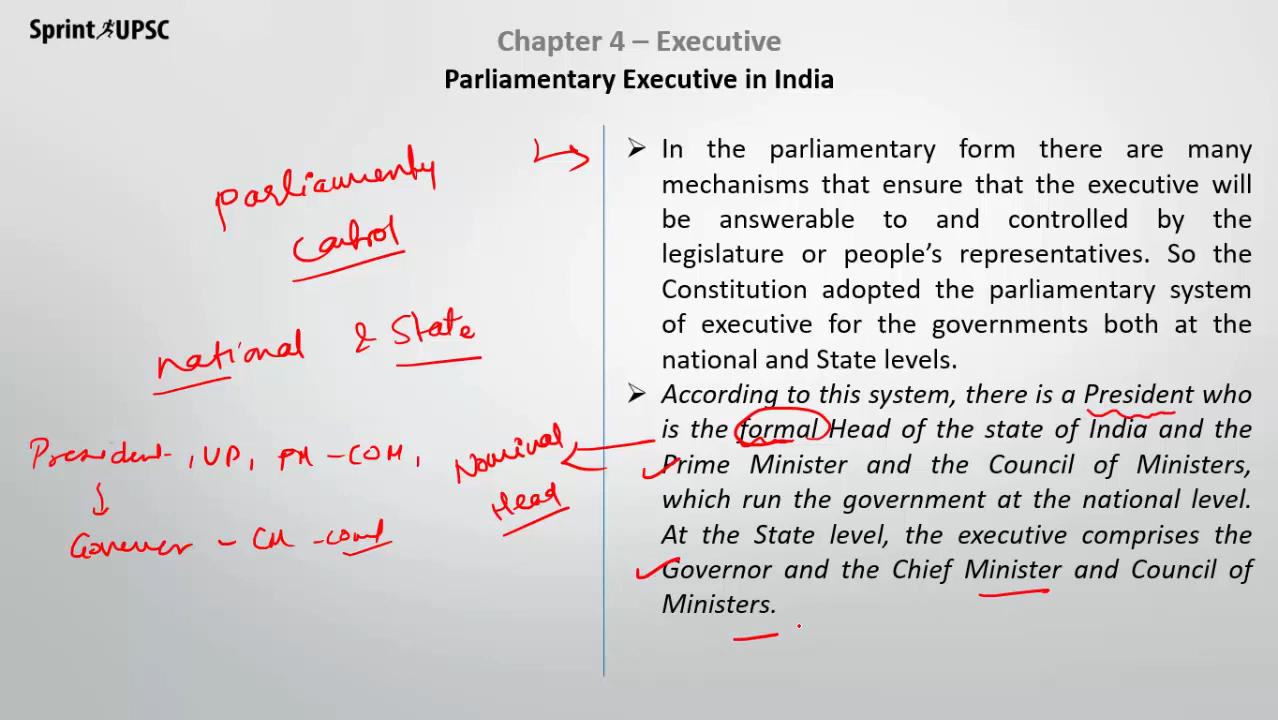 Sprint UPSC
Chapter 4 – Executive
Parliamentary Executive in India
Parliamenty
Control
national & State
President, VP, PM – COM,
Governer – CM – COM
Nominal
Head
➤ In the parliamentary form there are many
mechanisms that ensure that the executive will
be answerable to and controlled by the
legislature or people’s representatives. So the
Constitution adopted the parliamentary system
of executive for the governments both at the
national and State levels.
➤ According to this system, there is a President who
is the formal Head of the state of India and the
Prime Minister and the Council of Ministers,
which run the government at the national level.
At the State level, the executive comprises the
Governor and the Chief Minister and Council of
Ministers.